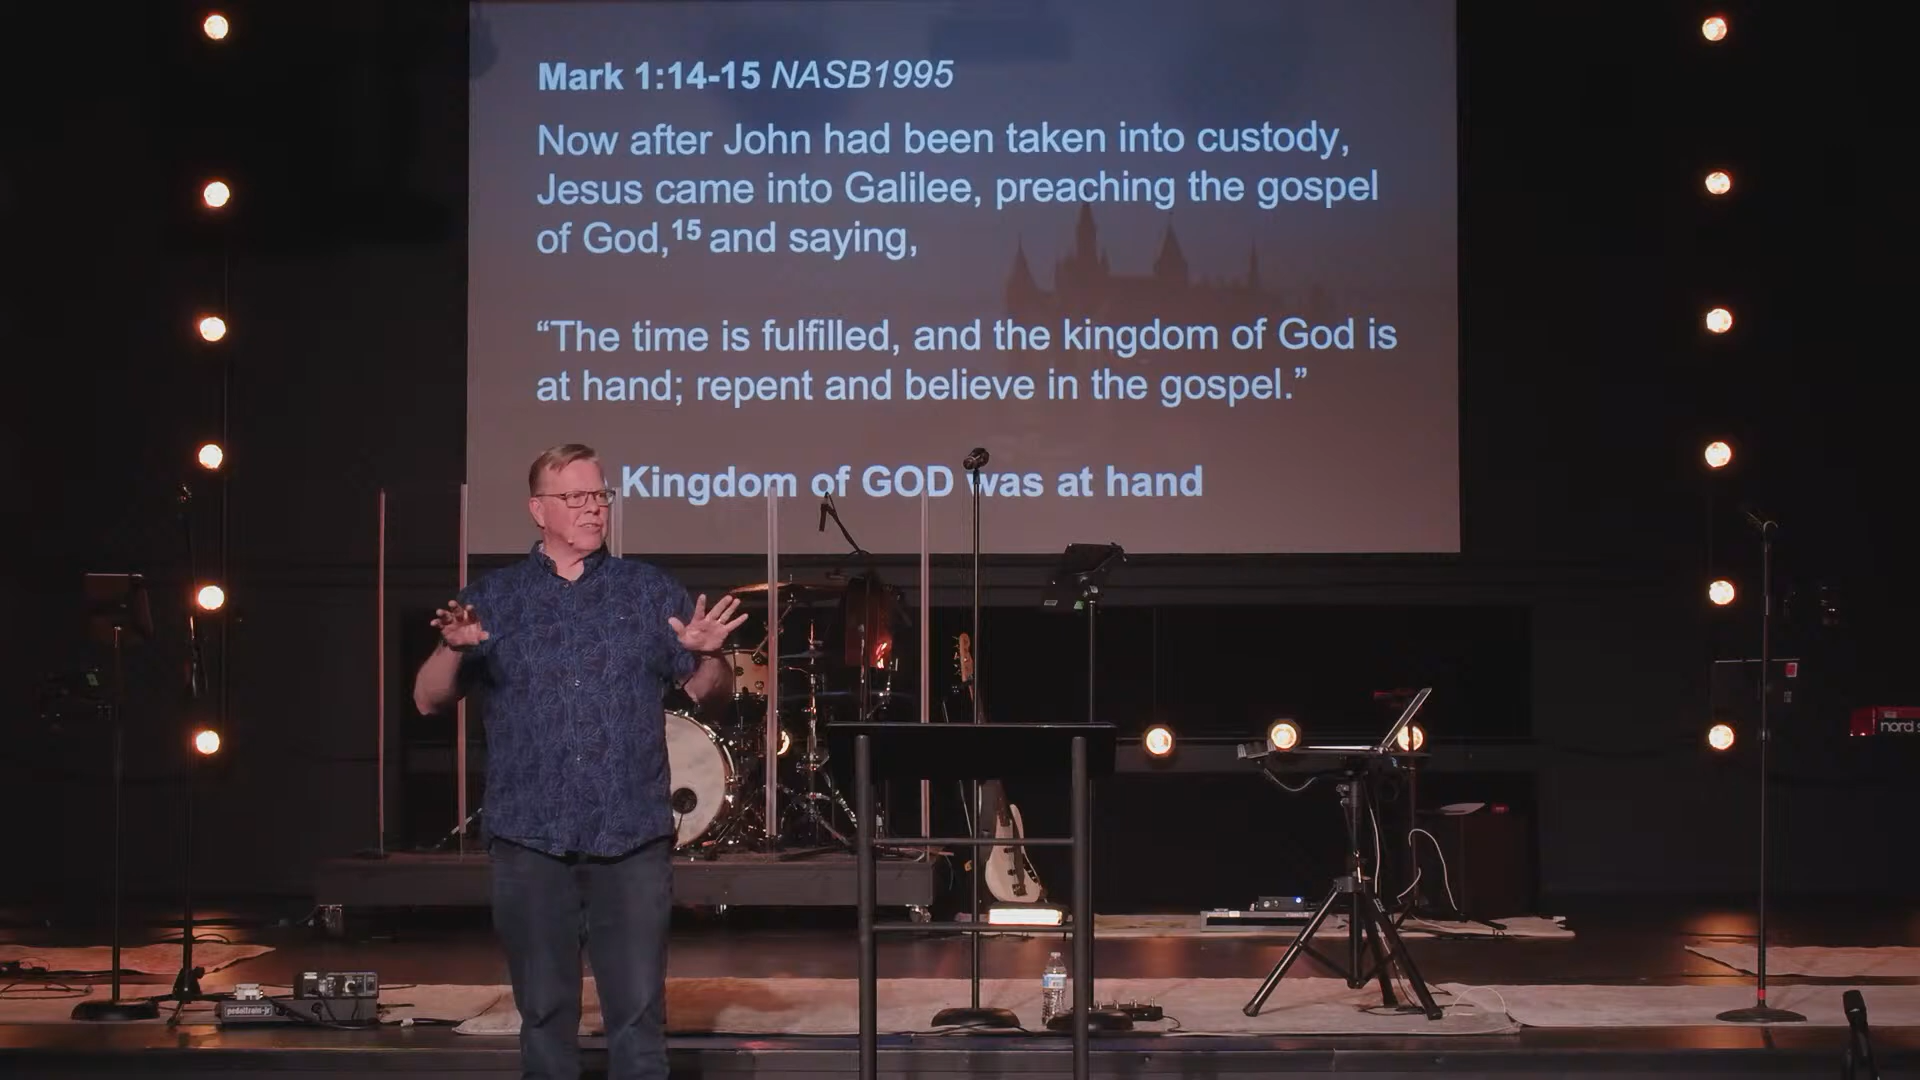 Mark 1:14-15 NASB1995
Now after John had been taken into custody,
Jesus came into Galilee, preaching the gospel
of God,15 and saying,
“The time is fulfilled, and the kingdom of God is
at hand; repent and believe in the gospel.”
Kingdom of GOD was at hand
nord
pedaltrain-jr